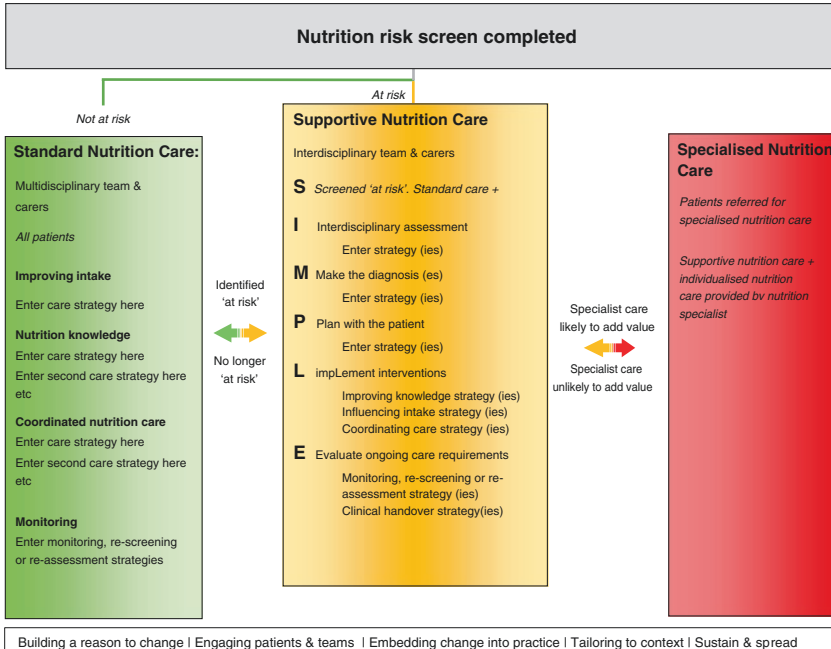 Nutrition risk screen completed
Not at risk
At risk
Standard Nutrition Care:
Multidisciplinary team &
carers
All patients
Improving intake
Enter care strategy here
Nutrition knowledge
Enter care strategy here
Enter second care strategy here
etc
Coordinated nutrition care
Enter care strategy here
Enter second care strategy here
etc
Monitoring
Enter monitoring, re-screening
or re-assessment strategies
Identified
‘at risk’
No longer
‘at risk’
Supportive Nutrition Care
Interdisciplinary team & carers
S Screened ‘at risk’. Standard care +
I Interdisciplinary assessment
Enter strategy (ies)
M Make the diagnosis (es)
Enter strategy (ies)
P Plan with the patient
Enter strategy (ies)
L impLement interventions
Improving knowledge strategy (ies)
Influencing intake strategy (ies)
Coordinating care strategy (ies)
E Evaluate ongoing care requirements
Monitoring, re-screening or re-
assessment strategy (ies)
Clinical handover strategy(ies)
Specialist care
likely to add value
Specialist care
unlikely to add value
Specialised Nutrition
Care
Patients referred for
specialised nutrition care
Supportive nutrition care +
individualised nutrition
care provided by nutrition
specialist
Building a reason to change | Engaging patients & teams | Embedding change into practice | Tailoring to context | Sustain & spread